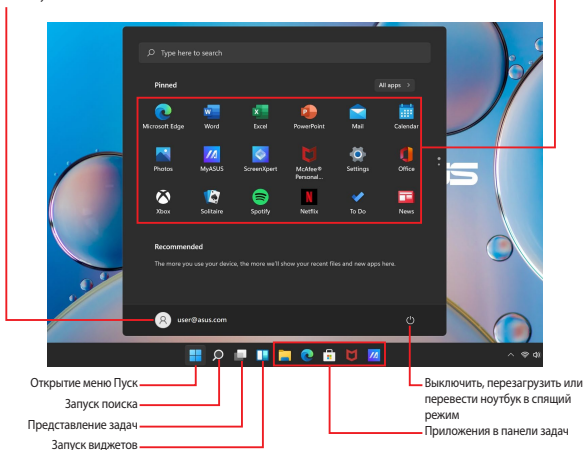 Type here to search
Pinned
All apps >
Microsoft Edge
Word
Excel
PowerPoint
Mail
Calendar
Photos
MyASUS
ScreenXpert
McAfee®
Personal...
Settings
Office
Xbox
Solitaire
Spotify
Netflix
To Do
News
Recommended
The more you use your device, the more we'll show your recent files and new apps here.
user@asus.com
Открытие меню Пуск
Запуск поиска
Представление задач
Запуск виджетов
Выключить, перезагрузить или
перевести ноутбук в спящий
режим
Приложения в панели задач